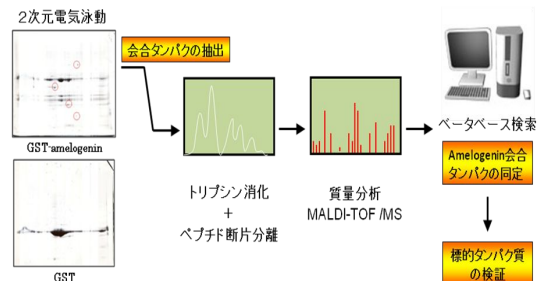 2次元電気泳動
会合タンパクの抽出
GST-amelogenin
GST
トリプシン消化
+
ペプチド断片分離
質量分析
MALDI-TOF /MS
ベータベース検索
Amelogenin会合
タンパクの同定
標的タンパク質
の検証